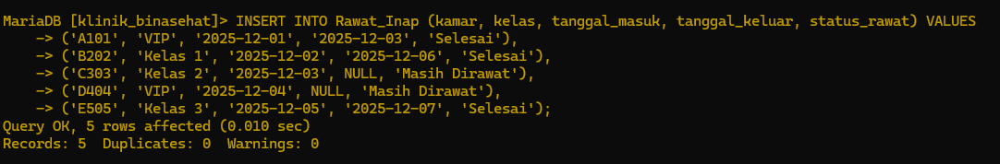 MariaDB [klinik_binasehat]> INSERT INTO Rawat_Inap (kamar, kelas, tanggal_masuk, tanggal_keluar, status_rawat) VALUES
    -> ('A101', 'VIP', '2025-12-01', '2025-12-03', 'Selesai'),
    -> ('B202', 'Kelas 1', '2025-12-02', '2025-12-06', 'Selesai'),
    -> ('C303', 'Kelas 2', '2025-12-03', NULL, 'Masih Dirawat'),
    -> ('D404', 'VIP', '2025-12-04', NULL, 'Masih Dirawat'),
    -> ('E505', 'Kelas 3', '2025-12-05', '2025-12-07', 'Selesai');
Query OK, 5 rows affected (0.010 sec)
Records: 5  Duplicates: 0  Warnings: 0